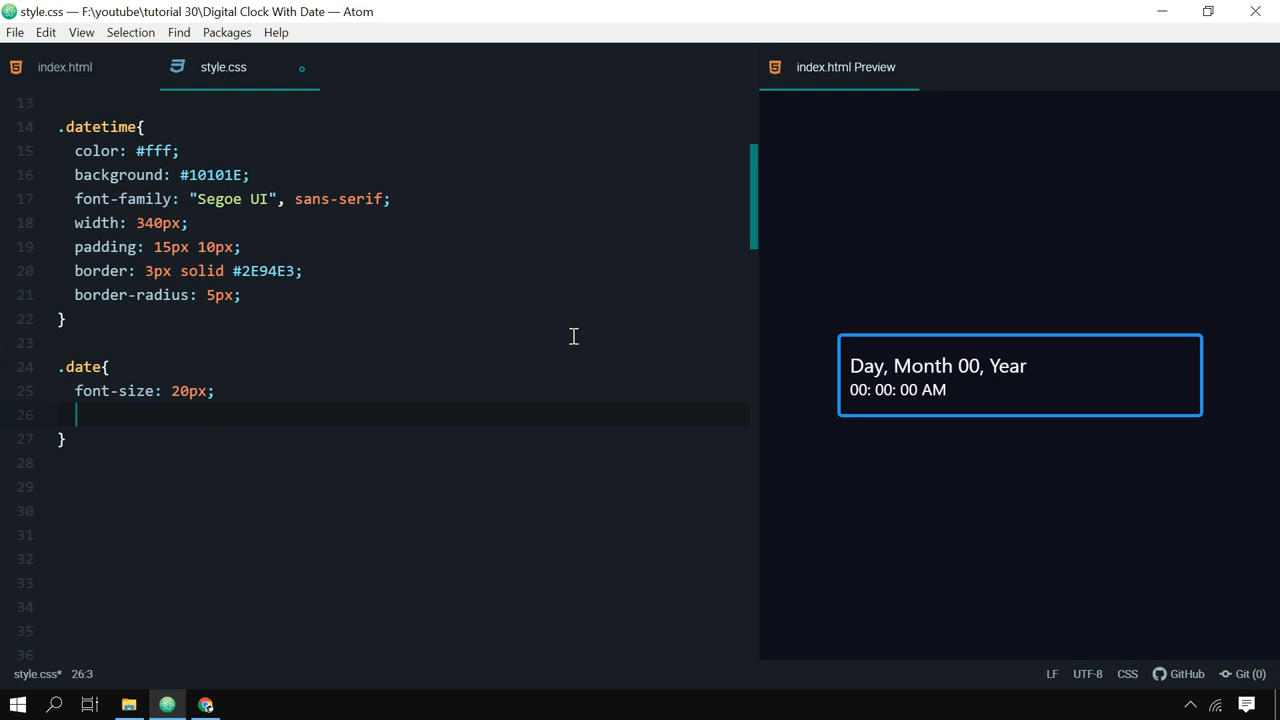 style.css — F:\youtube\tutorial 30\Digital Clock With Date — Atom
File Edit View Selection Find Packages Help
index.html style.css index.html Preview
13
14 .datetime{
15 color: #fff;
16 background: #10101E;
17 font-family: "Segoe UI", sans-serif;
18 width: 340px;
19 padding: 15px 10px;
20 border: 3px solid #2E94E3;
21 border-radius: 5px;
22 }
23
24 .date{
25 font-size: 20px;
26
27 }
28
29
30
31
32
33
34
35
36
Day, Month 00, Year
00: 00: 00 AM
style.css* 26:3 LF UTF-8 CSS GitHub Git (0)